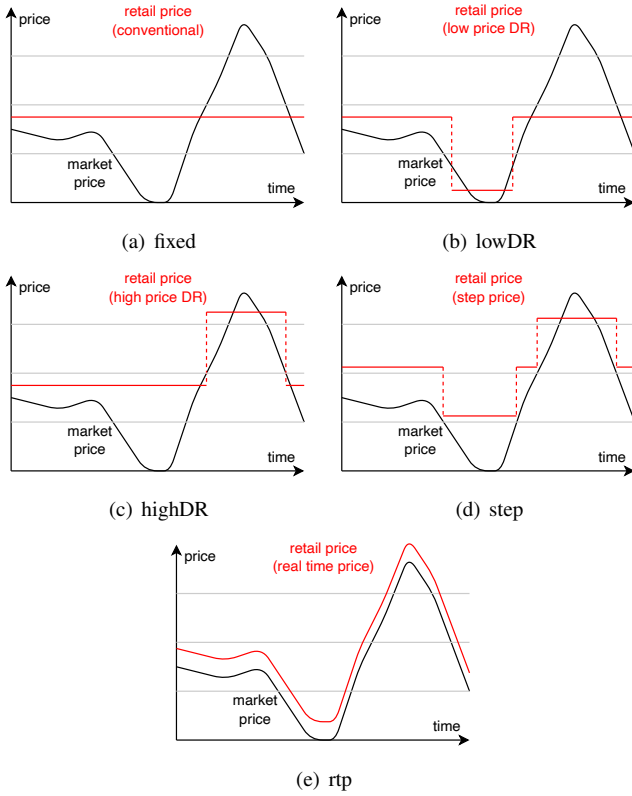 price
retail price
(conventional)
market
price
time
(a) fixed
price
retail price
(low price DR)
market
price
time
(b) lowDR
price
retail price
(high price DR)
market
price
time
(c) highDR
price
retail price
(step price)
market
price
time
(d) step
price
retail price
(real time price)
market
price
time
(e) rtp